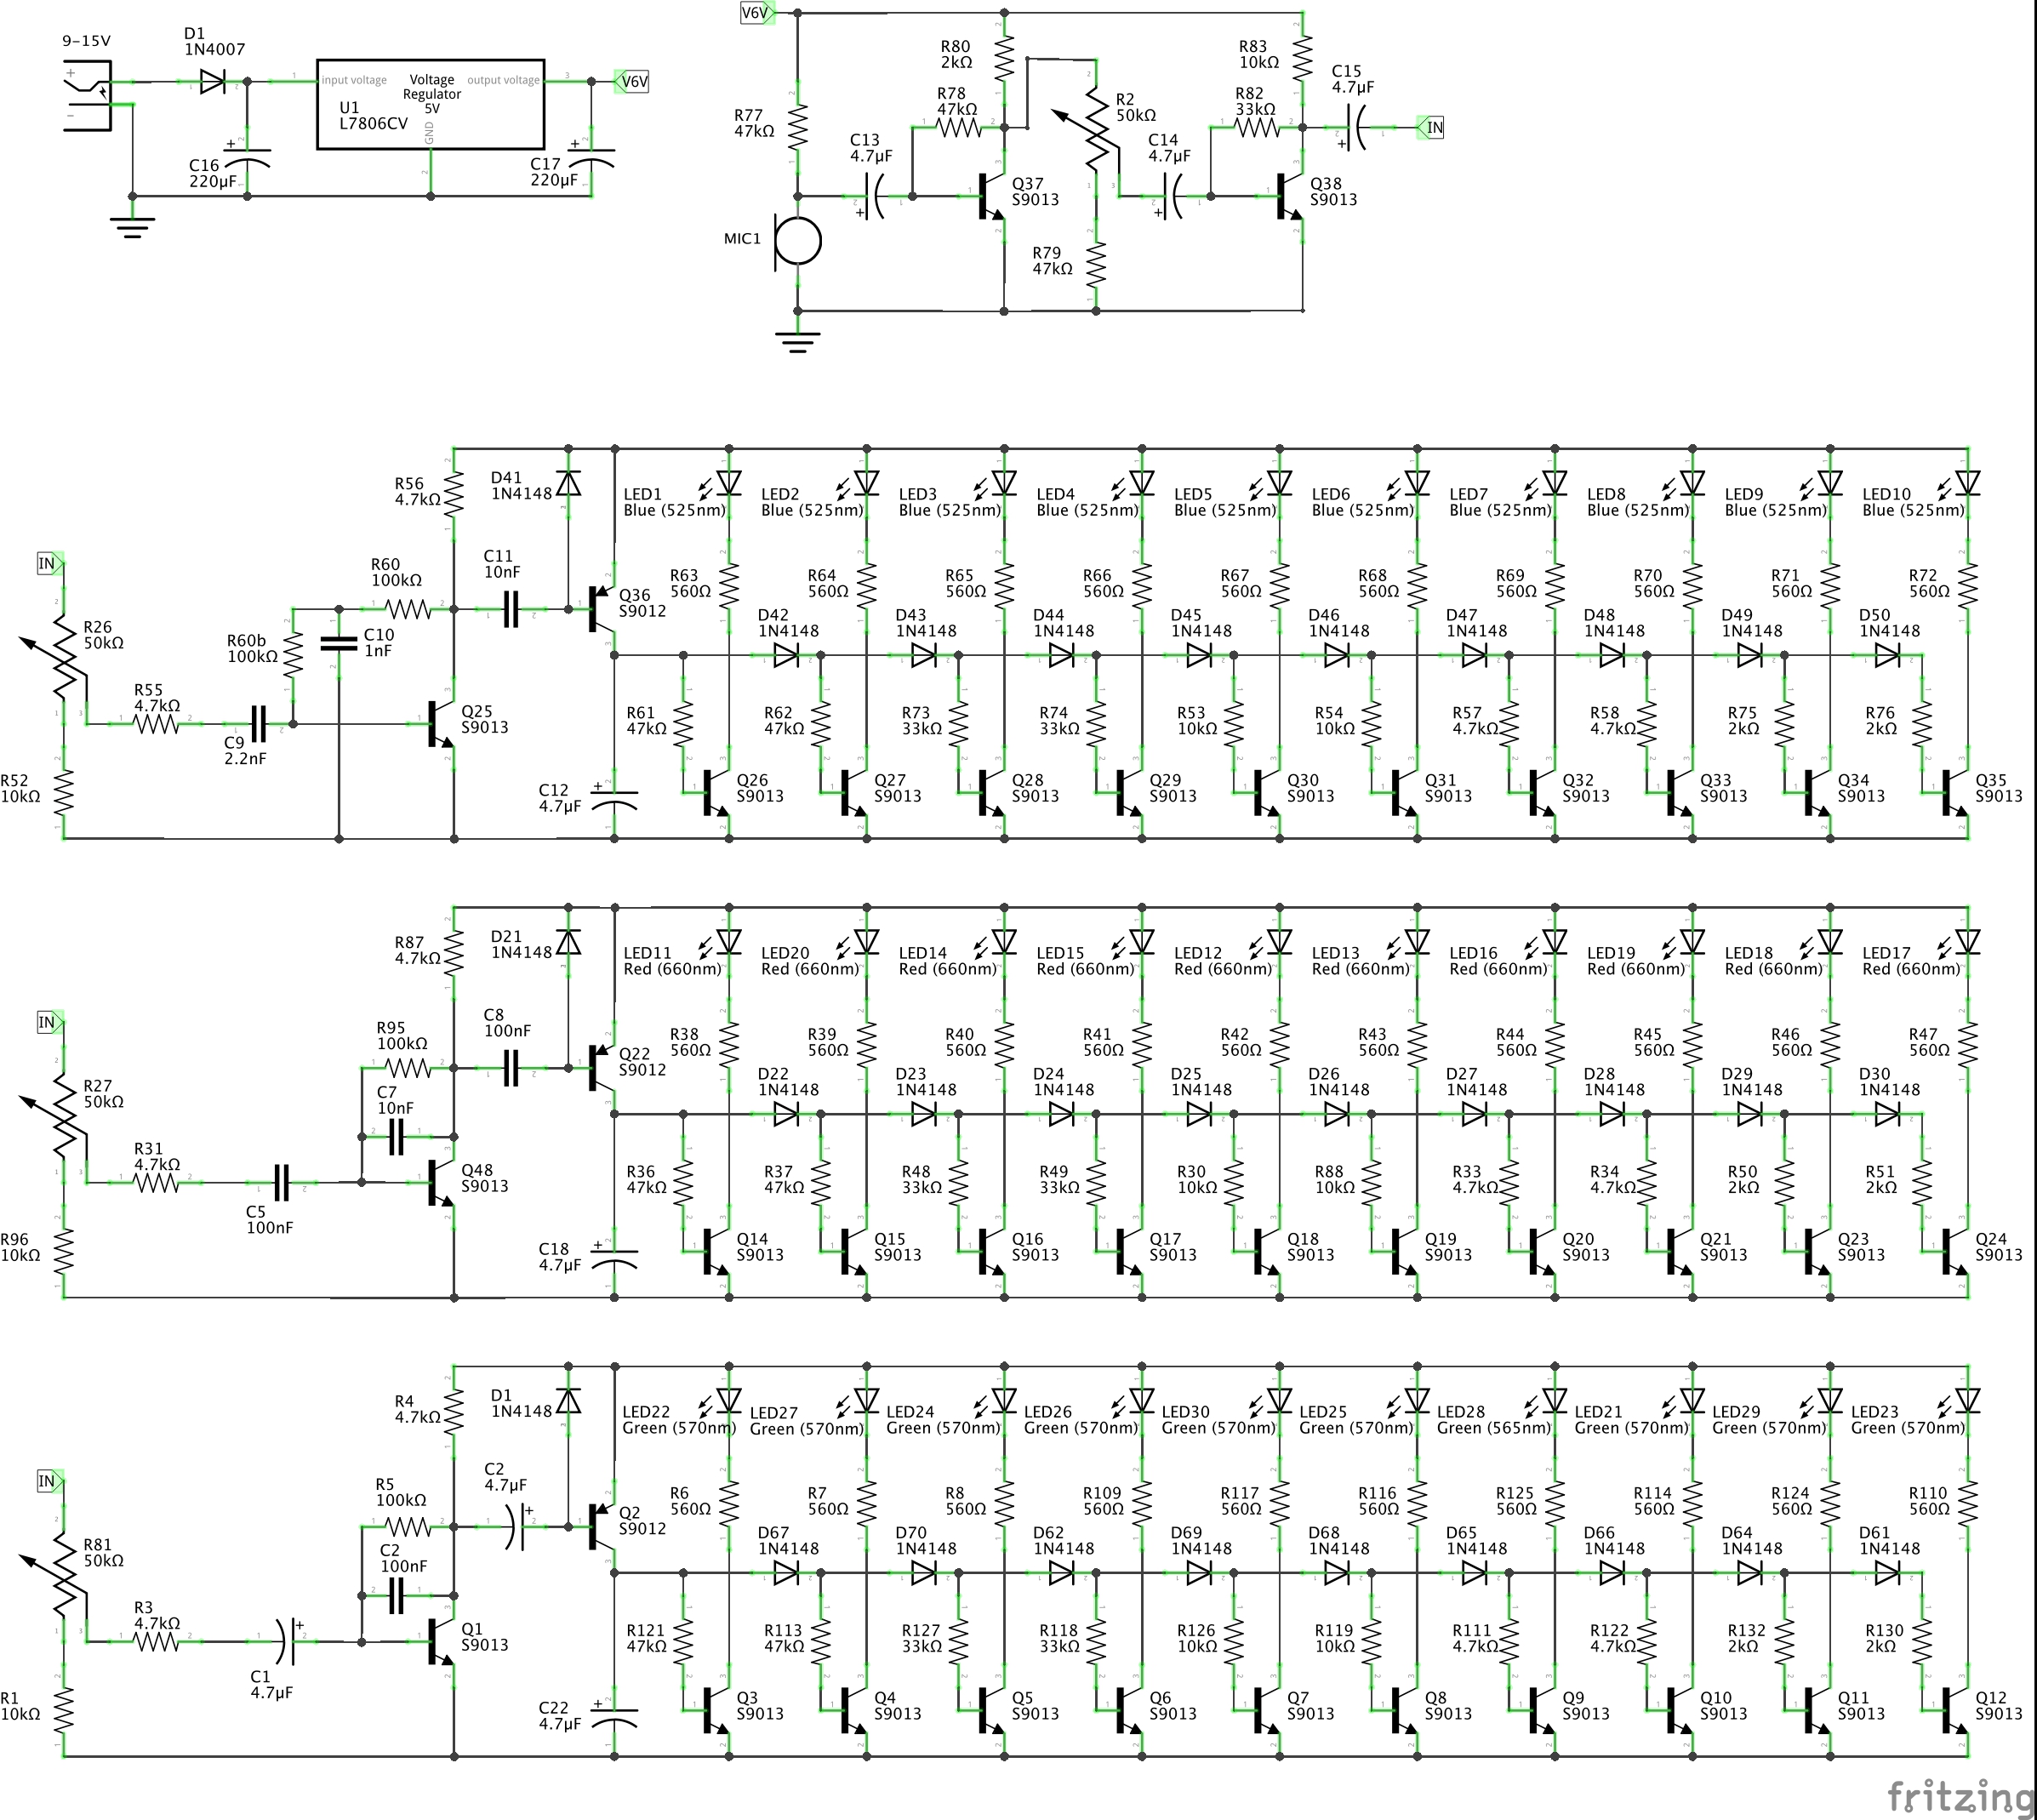 9-15V
D1
1N4007
input voltage
Voltage
Regulator
5V
output voltage
U1
L7806CV
GND
V6V
C16
220µF
C17
220µF
V6V
R80
2kΩ
R83
10kΩ
C15
4.7µF
R77
47kΩ
R78
47kΩ
R2
50kΩ
R82
33kΩ
IN
C13
4.7µF
C14
4.7µF
Q37
S9013
Q38
S9013
MIC1
R79
47kΩ
R56
4.7kΩ
D41
1N4148
LED1
Blue (525nm)
LED2
Blue (525nm)
LED3
Blue (525nm)
LED4
Blue (525nm)
LED5
Blue (525nm)
LED6
Blue (525nm)
LED7
Blue (525nm)
LED8
Blue (525nm)
LED9
Blue (525nm)
LED10
Blue (525nm)
IN
R60
100kΩ
C11
10nF
Q36
S9012
R63
560Ω
R64
560Ω
R65
560Ω
R66
560Ω
R67
560Ω
R68
560Ω
R69
560Ω
R70
560Ω
R71
560Ω
R72
560Ω
R26
50kΩ
R60b
100kΩ
C10
1nF
D42
1N4148
D43
1N4148
D44
1N4148
D45
1N4148
D46
1N4148
D47
1N4148
D48
1N4148
D49
1N4148
D50
1N4148
R55
4.7kΩ
C9
2.2nF
Q25
S9013
R61
47kΩ
R62
47kΩ
R73
33kΩ
R74
33kΩ
R53
10kΩ
R54
10kΩ
R57
4.7kΩ
R58
4.7kΩ
R75
2kΩ
R76
2kΩ
R52
10kΩ
C12
4.7µF
Q26
S9013
Q27
S9013
Q28
S9013
Q29
S9013
Q30
S9013
Q31
S9013
Q32
S9013
Q33
S9013
Q34
S9013
Q35
S9013
R87
4.7kΩ
D21
1N4148
LED11
Red (660nm)
LED20
Red (660nm)
LED14
Red (660nm)
LED15
Red (660nm)
LED12
Red (660nm)
LED13
Red (660nm)
LED16
Red (660nm)
LED19
Red (660nm)
LED18
Red (660nm)
LED17
Red (660nm)
IN
R95
100kΩ
C8
100nF
Q22
S9012
R38
560Ω
R39
560Ω
R40
560Ω
R41
560Ω
R42
560Ω
R43
560Ω
R44
560Ω
R45
560Ω
R46
560Ω
R47
560Ω
R27
50kΩ
C7
10nF
D22
1N4148
D23
1N4148
D24
1N4148
D25
1N4148
D26
1N4148
D27
1N4148
D28
1N4148
D29
1N4148
D30
1N4148
R31
4.7kΩ
C5
100nF
Q48
S9013
R36
47kΩ
R37
47kΩ
R48
33kΩ
R49
33kΩ
R30
10kΩ
R88
10kΩ
R33
4.7kΩ
R34
4.7kΩ
R50
2kΩ
R51
2kΩ
R96
10kΩ
C18
4.7µF
Q14
S9013
Q15
S9013
Q16
S9013
Q17
S9013
Q18
S9013
Q19
S9013
Q20
S9013
Q21
S9013
Q23
S9013
Q24
S9013
R4
4.7kΩ
D1
1N4148
LED22
Green (570nm)
LED27
Green (570nm)
LED24
Green (570nm)
LED26
Green (570nm)
LED30
Green (570nm)
LED25
Green (570nm)
LED28
Green (565nm)
LED21
Green (570nm)
LED29
Green (570nm)
LED23
Green (570nm)
IN
R5
100kΩ
C2
4.7µF
Q2
S9012
R6
560Ω
R7
560Ω
R8
560Ω
R109
560Ω
R117
560Ω
R116
560Ω
R125
560Ω
R114
560Ω
R124
560Ω
R110
560Ω
R81
50kΩ
C2
100nF
D67
1N4148
D70
1N4148
D62
1N4148
D69
1N4148
D68
1N4148
D65
1N4148
D66
1N4148
D64
1N4148
D61
1N4148
R3
4.7kΩ
C1
4.7µF
Q1
S9013
R121
47kΩ
R113
47kΩ
R127
33kΩ
R118
33kΩ
R126
10kΩ
R119
10kΩ
R111
4.7kΩ
R122
4.7kΩ
R132
2kΩ
R130
2kΩ
R1
10kΩ
C22
4.7µF
Q3
S9013
Q4
S9013
Q5
S9013
Q6
S9013
Q7
S9013
Q8
S9013
Q9
S9013
Q10
S9013
Q11
S9013
Q12
S9013
fritzing